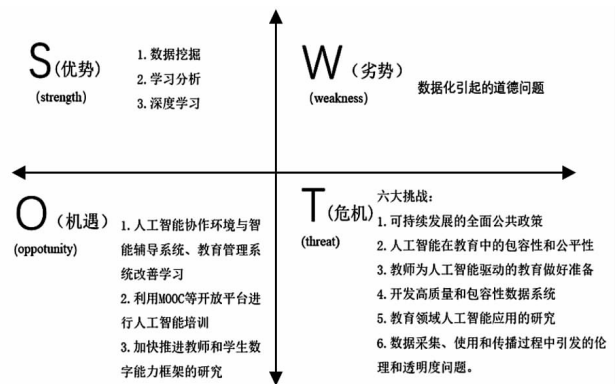 S(优势)
(strength)
1.数据挖掘
2.学习分析
3.深度学习
W（劣势）
(weakness)
数据化引起的道德问题
O（机遇）
(oppotunity)
1.人工智能协作环境与智
能辅导系统、教育管理系
统改善学习
2.利用MOOC等开放平台进
行人工智能培训
3.加快推进教师和学生数
字能力框架的研究
T(危机)
(threat)
六大挑战：
1.可持续发展的全面公共政策
2.人工智能在教育中的包容性和公平性
3.教师为人工智能驱动的教育做好准备
4.开发高质量和包容性数据系统
5.教育领域人工智能应用的研究
6.数据采集、使用和传播过程中引发的伦
理和透明度问题。